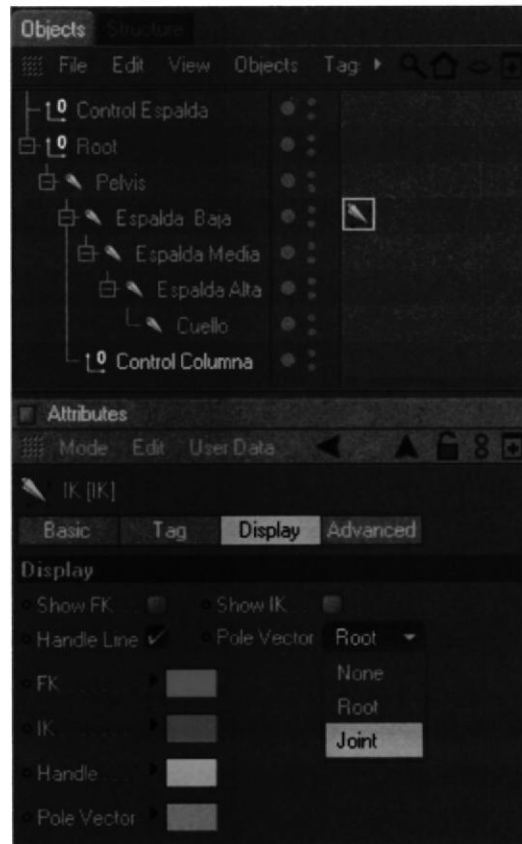 Objects Structure
File Edit View Objects Tag
Control Espalda
Root
Pelvis
Espalda Baja
Espalda Media
Espalda Alta
Cuello
Control Columna
Attributes
Mode Edit User Data
IK [IK]
Basic Tag Display Advanced
Display
Show FK Show IK
Handle Line Pole Vector Root
FK None
Root
IK Joint
Handle
Pole Vector